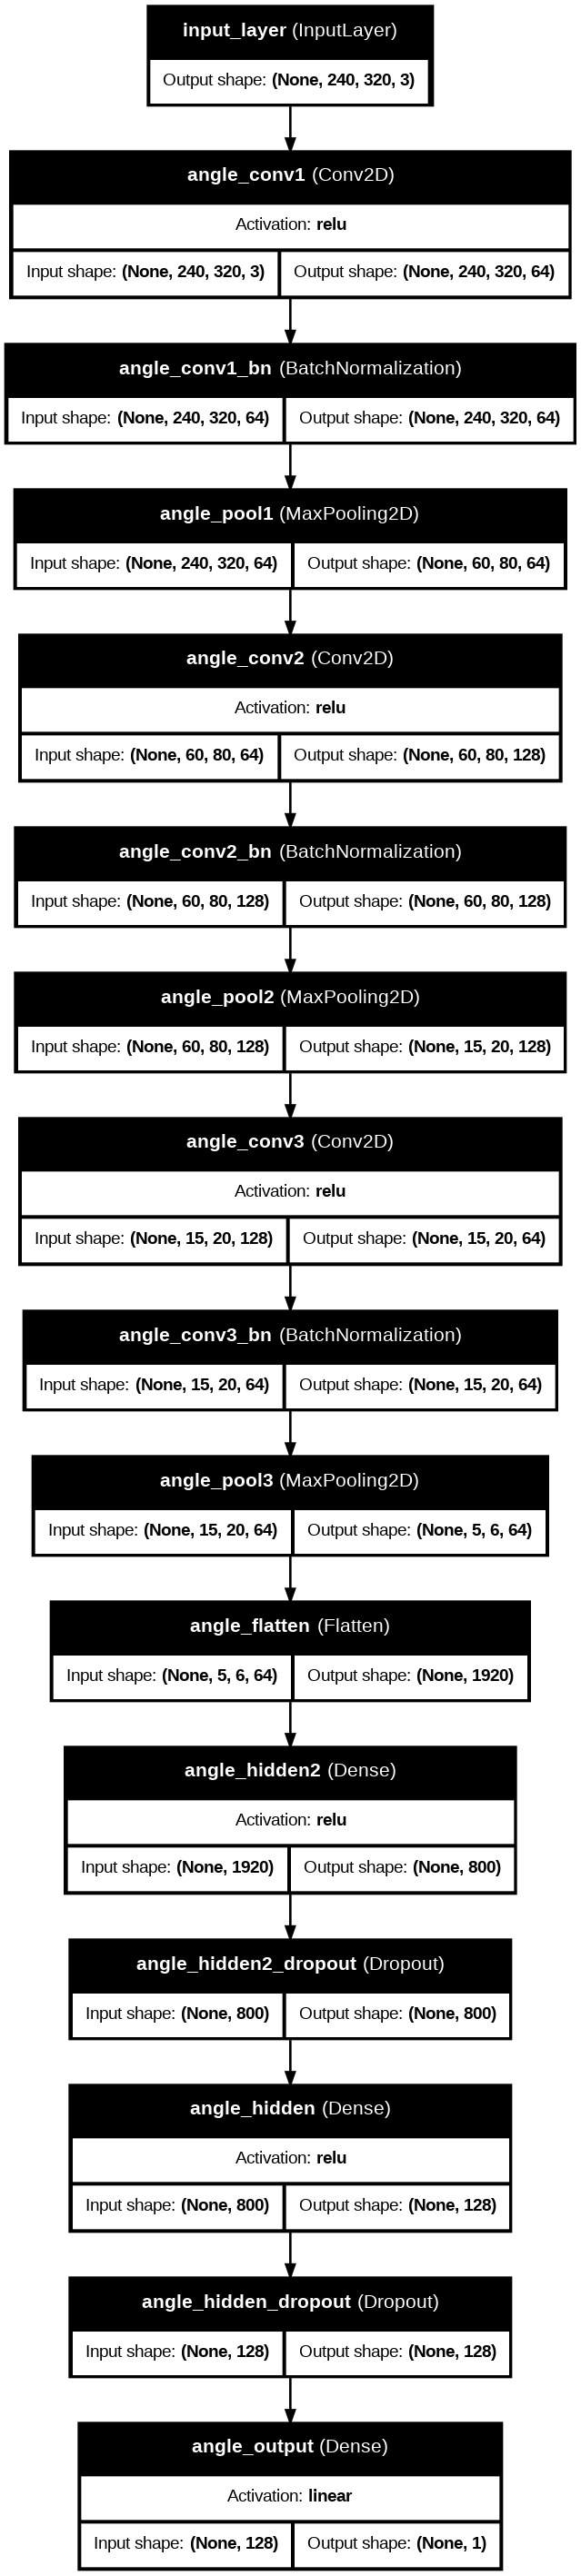 input_layer (InputLayer)
Output shape: (None, 240, 320, 3)
angle_conv1 (Conv2D)
Activation: relu
Input shape: (None, 240, 320, 3) Output shape: (None, 240, 320, 64)
angle_conv1_bn (BatchNormalization)
Input shape: (None, 240, 320, 64) Output shape: (None, 240, 320, 64)
angle_pool1 (MaxPooling2D)
Input shape: (None, 240, 320, 64) Output shape: (None, 60, 80, 64)
angle_conv2 (Conv2D)
Activation: relu
Input shape: (None, 60, 80, 64) Output shape: (None, 60, 80, 128)
angle_conv2_bn (BatchNormalization)
Input shape: (None, 60, 80, 128) Output shape: (None, 60, 80, 128)
angle_pool2 (MaxPooling2D)
Input shape: (None, 60, 80, 128) Output shape: (None, 15, 20, 128)
angle_conv3 (Conv2D)
Activation: relu
Input shape: (None, 15, 20, 128) Output shape: (None, 15, 20, 64)
angle_conv3_bn (BatchNormalization)
Input shape: (None, 15, 20, 64) Output shape: (None, 15, 20, 64)
angle_pool3 (MaxPooling2D)
Input shape: (None, 15, 20, 64) Output shape: (None, 5, 6, 64)
angle_flatten (Flatten)
Input shape: (None, 5, 6, 64) Output shape: (None, 1920)
angle_hidden2 (Dense)
Activation: relu
Input shape: (None, 1920) Output shape: (None, 800)
angle_hidden2_dropout (Dropout)
Input shape: (None, 800) Output shape: (None, 800)
angle_hidden (Dense)
Activation: relu
Input shape: (None, 800) Output shape: (None, 128)
angle_hidden_dropout (Dropout)
Input shape: (None, 128) Output shape: (None, 128)
angle_output (Dense)
Activation: linear
Input shape: (None, 128) Output shape: (None, 1)